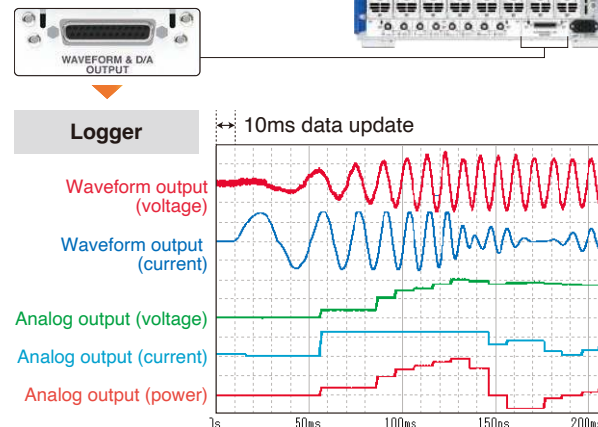 WAVEFORM & D/A
OUTPUT
Logger
10ms data update
Waveform output
(voltage)
Waveform output
(current)
Analog output (voltage)
Analog output (current)
Analog output (power)
50ms
100ms
150ms